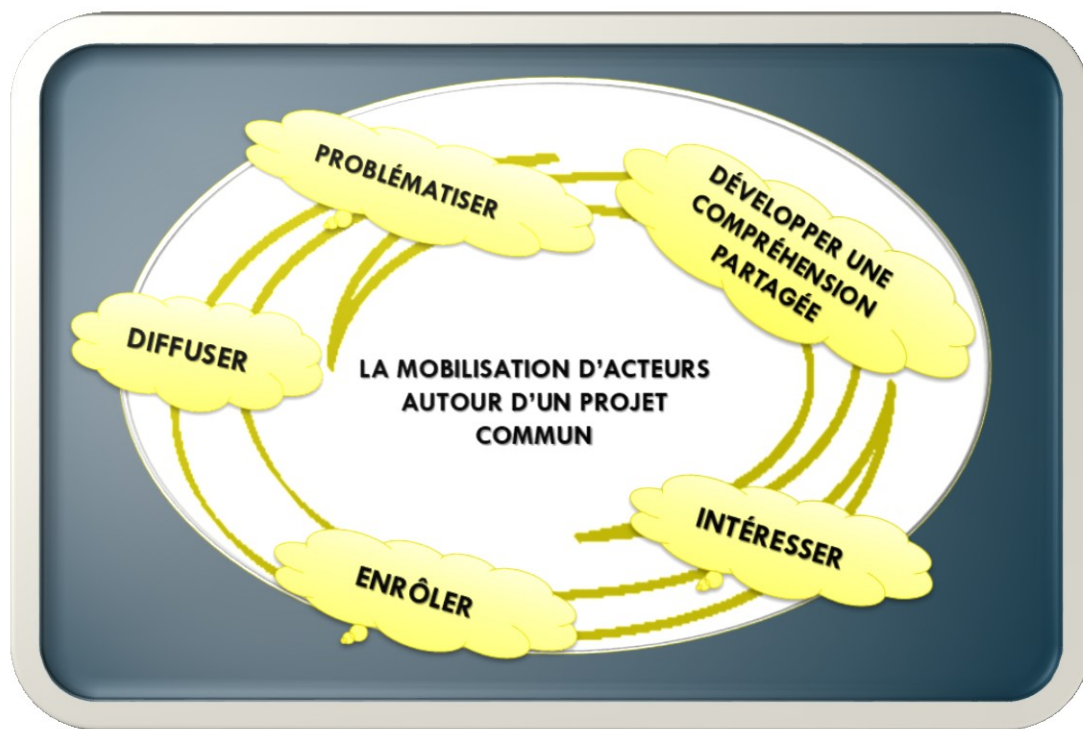 PROBLÉMATISER
DÉVELOPPER UNE
COMPRÉHENSION
PARTAGÉE
DIFFUSER
LA MOBILISATION D’ACTEURS
AUTOUR D’UN PROJET
COMMUN
INTÉRESSER
ENRÔLER